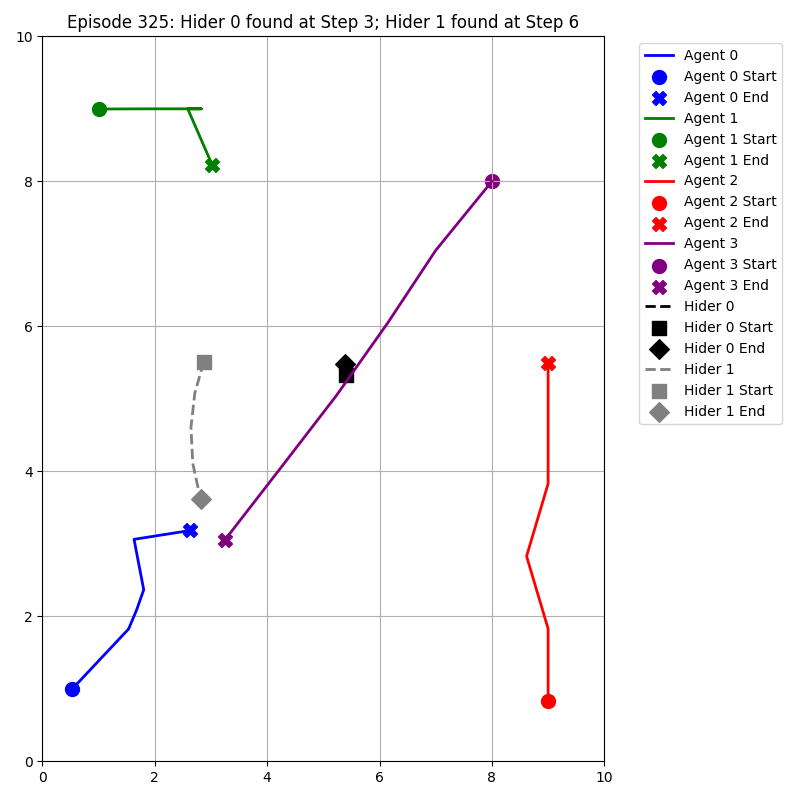 Episode 325: Hider 0 found at Step 3; Hider 1 found at Step 6
10
8
6
4
2
0
0 2 4 6 8 10
Agent 0
Agent 0 Start
Agent 0 End
Agent 1
Agent 1 Start
Agent 1 End
Agent 2
Agent 2 Start
Agent 2 End
Agent 3
Agent 3 Start
Agent 3 End
Hider 0
Hider 0 Start
Hider 0 End
Hider 1
Hider 1 Start
Hider 1 End